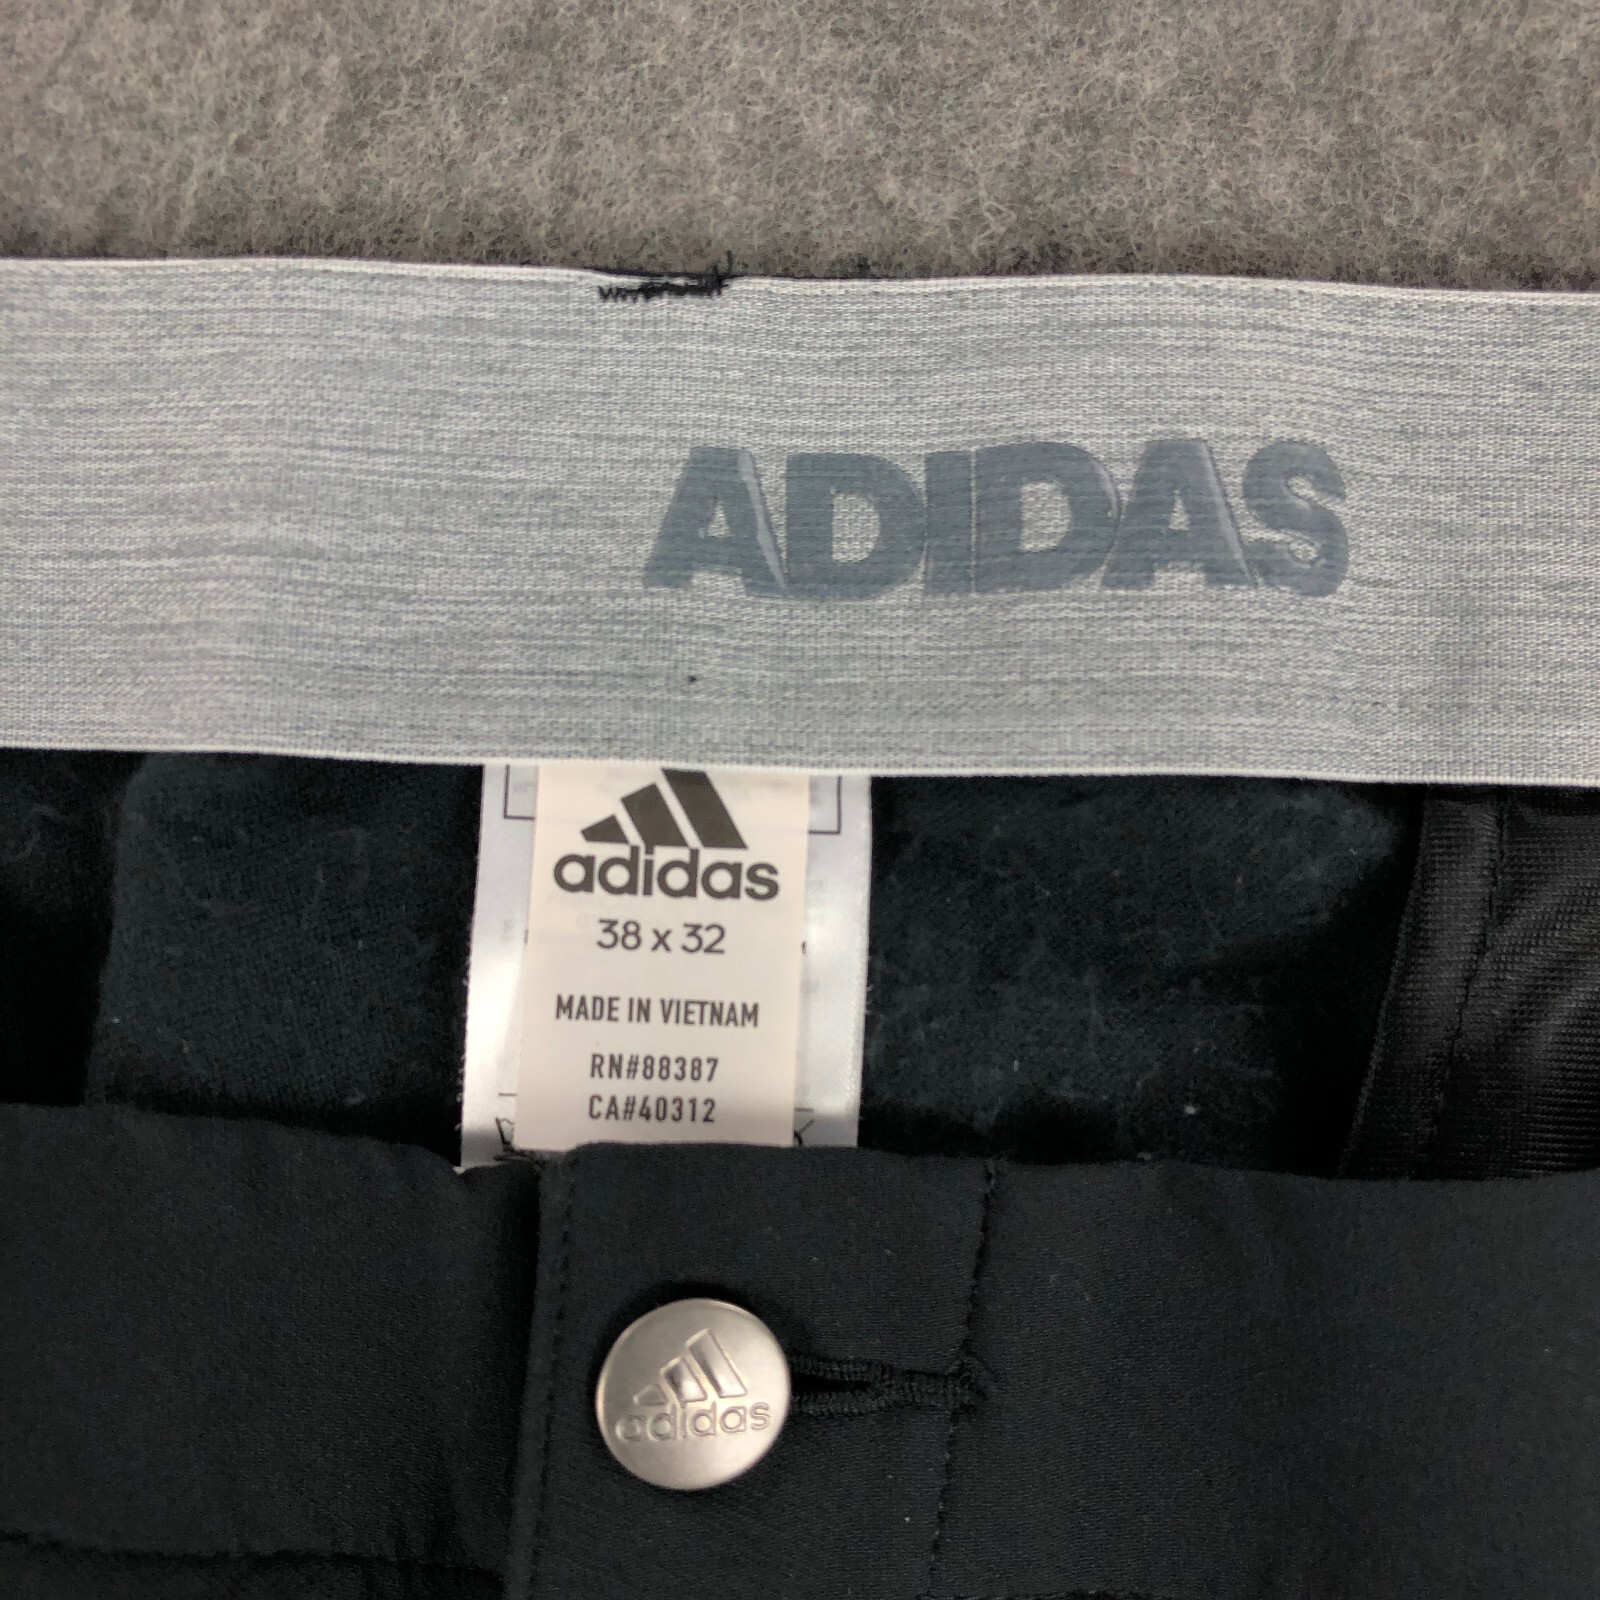 ADIDAS
adidas
38 x 32
MADE IN VIETNAM
RN#88387
CA#40312
adidas